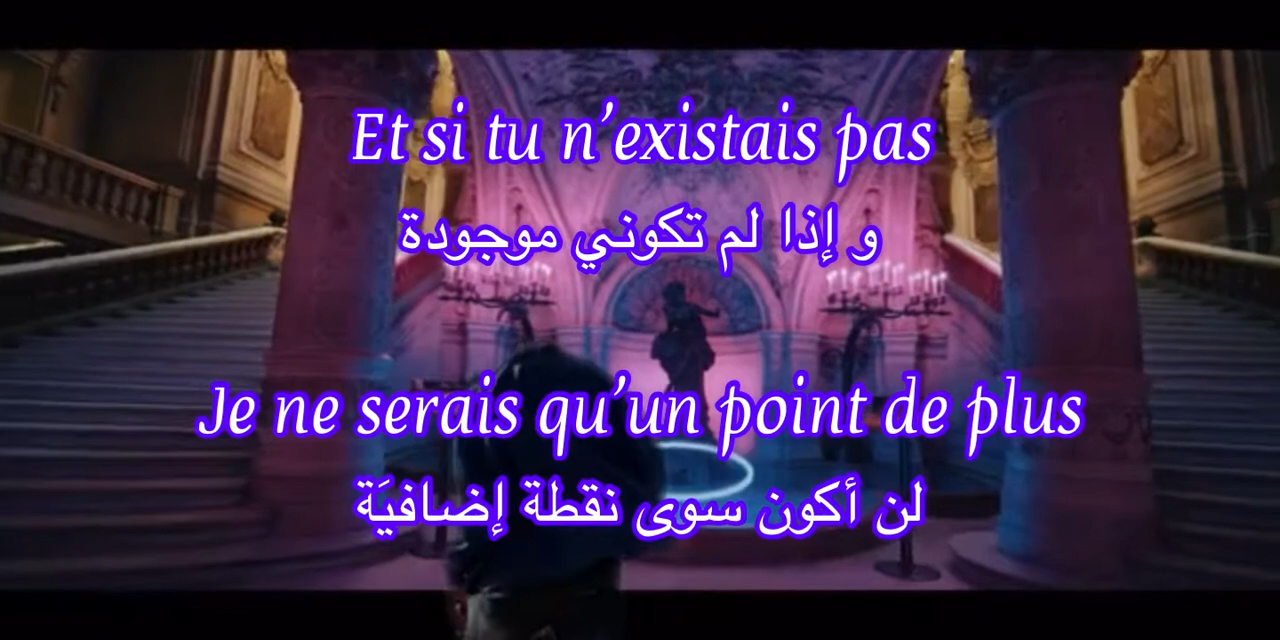 Et si tu n’existais pas
و إذا لم تكوني موجودة
Je ne serais qu’un point de plus
لن أكون سوى نقطة إضافيَة